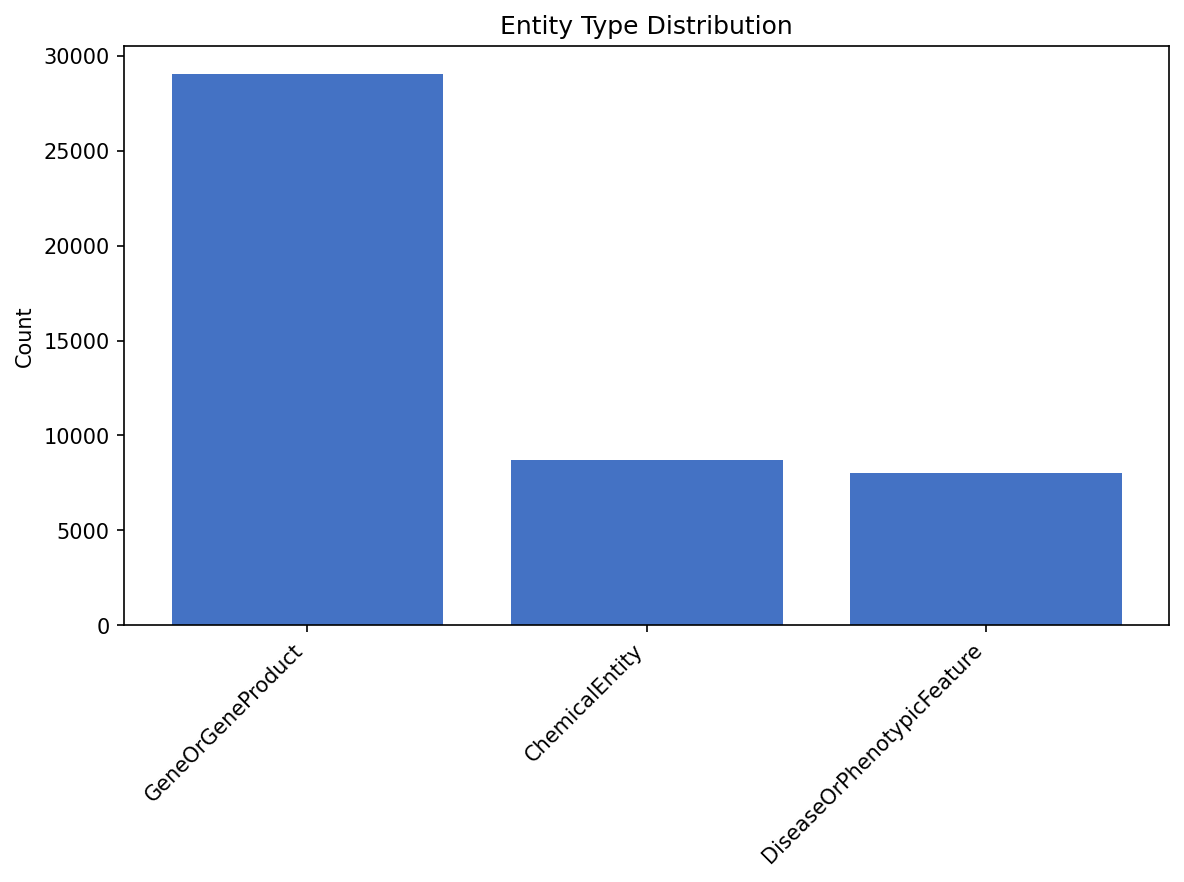 Entity Type Distribution
30000
25000
20000
15000
10000
5000
0
Count
GeneOrGeneProduct
ChemicalEntity
DiseaseOrPhenotypicFeature